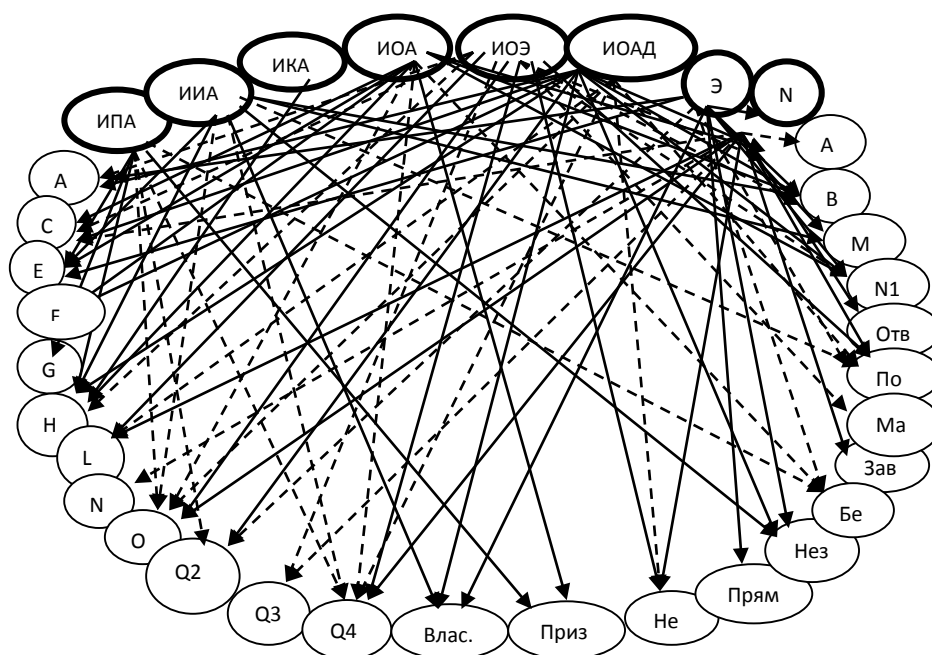 ИПА
ИИА
ИКА
ИОА
ИОЭ
ИОАД
Э
N
А
В
М
N1
Отв
По
Ма
Зав
Бе
Нез
Прям
Не
Приз
Влас.
Q4
Q3
Q2
O
N
L
H
G
F
E
C
A